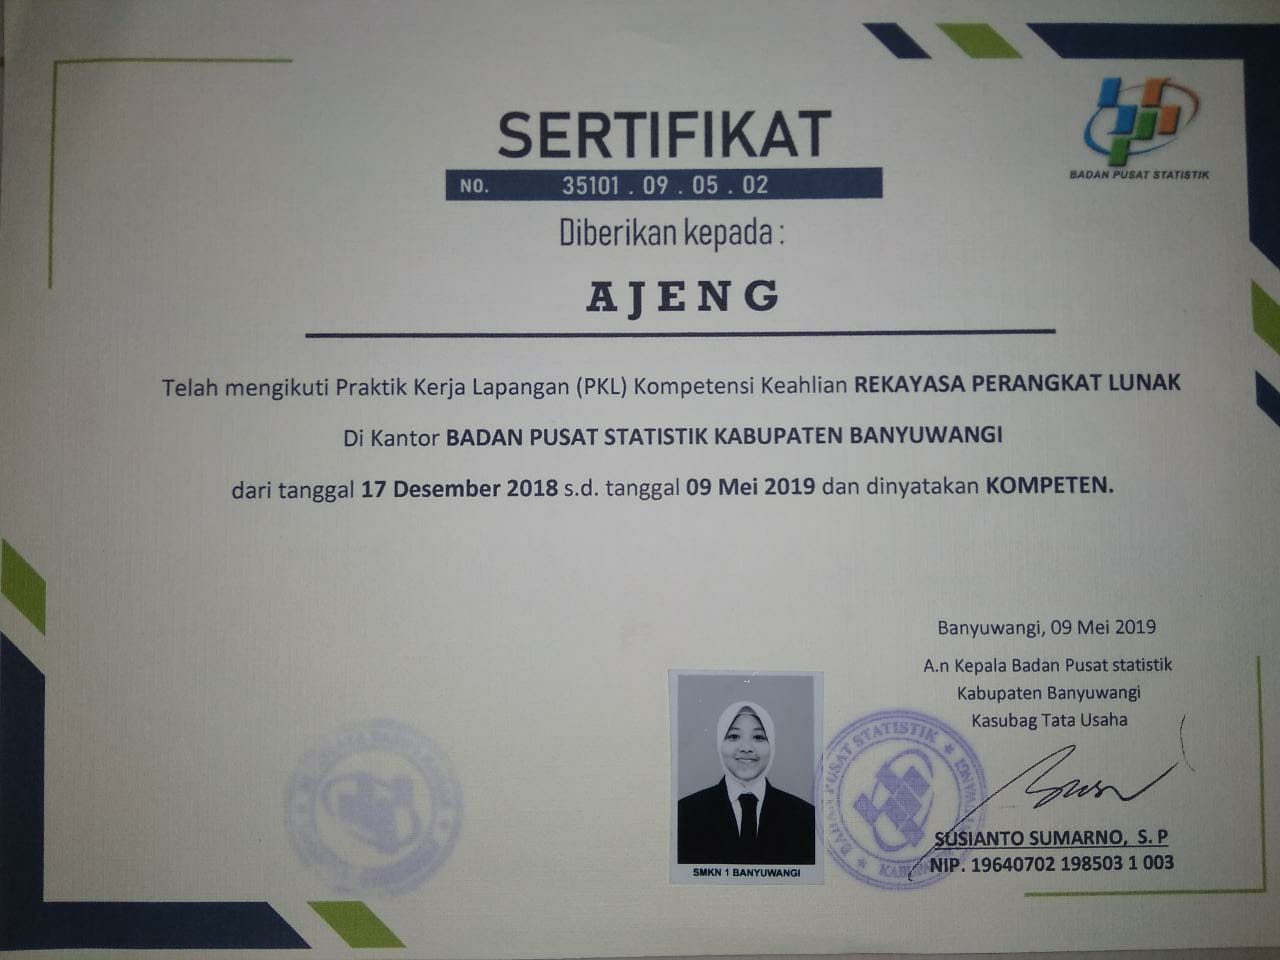 BADAN PUSAT STATISTIK
SERTIFIKAT
NO. 35101 . 09 . 05 . 02
Diberikan kepada :
AJENG
Telah mengikuti Praktik Kerja Lapangan (PKL) Kompetensi Keahlian REKAYASA PERANGKAT LUNAK
Di Kantor BADAN PUSAT STATISTIK KABUPATEN BANYUWANGI
dari tanggal 17 Desember 2018 s.d. tanggal 09 Mei 2019 dan dinyatakan KOMPETEN.
Banyuwangi, 09 Mei 2019
A.n Kepala Badan Pusat statistik
Kabupaten Banyuwangi
Kasubag Tata Usaha
SUSIANTO SUMARNO, S. P
NIP. 19640702 198503 1 003
SMKN 1 BANYUWANGI
BADAN PUSAT STATISTIK